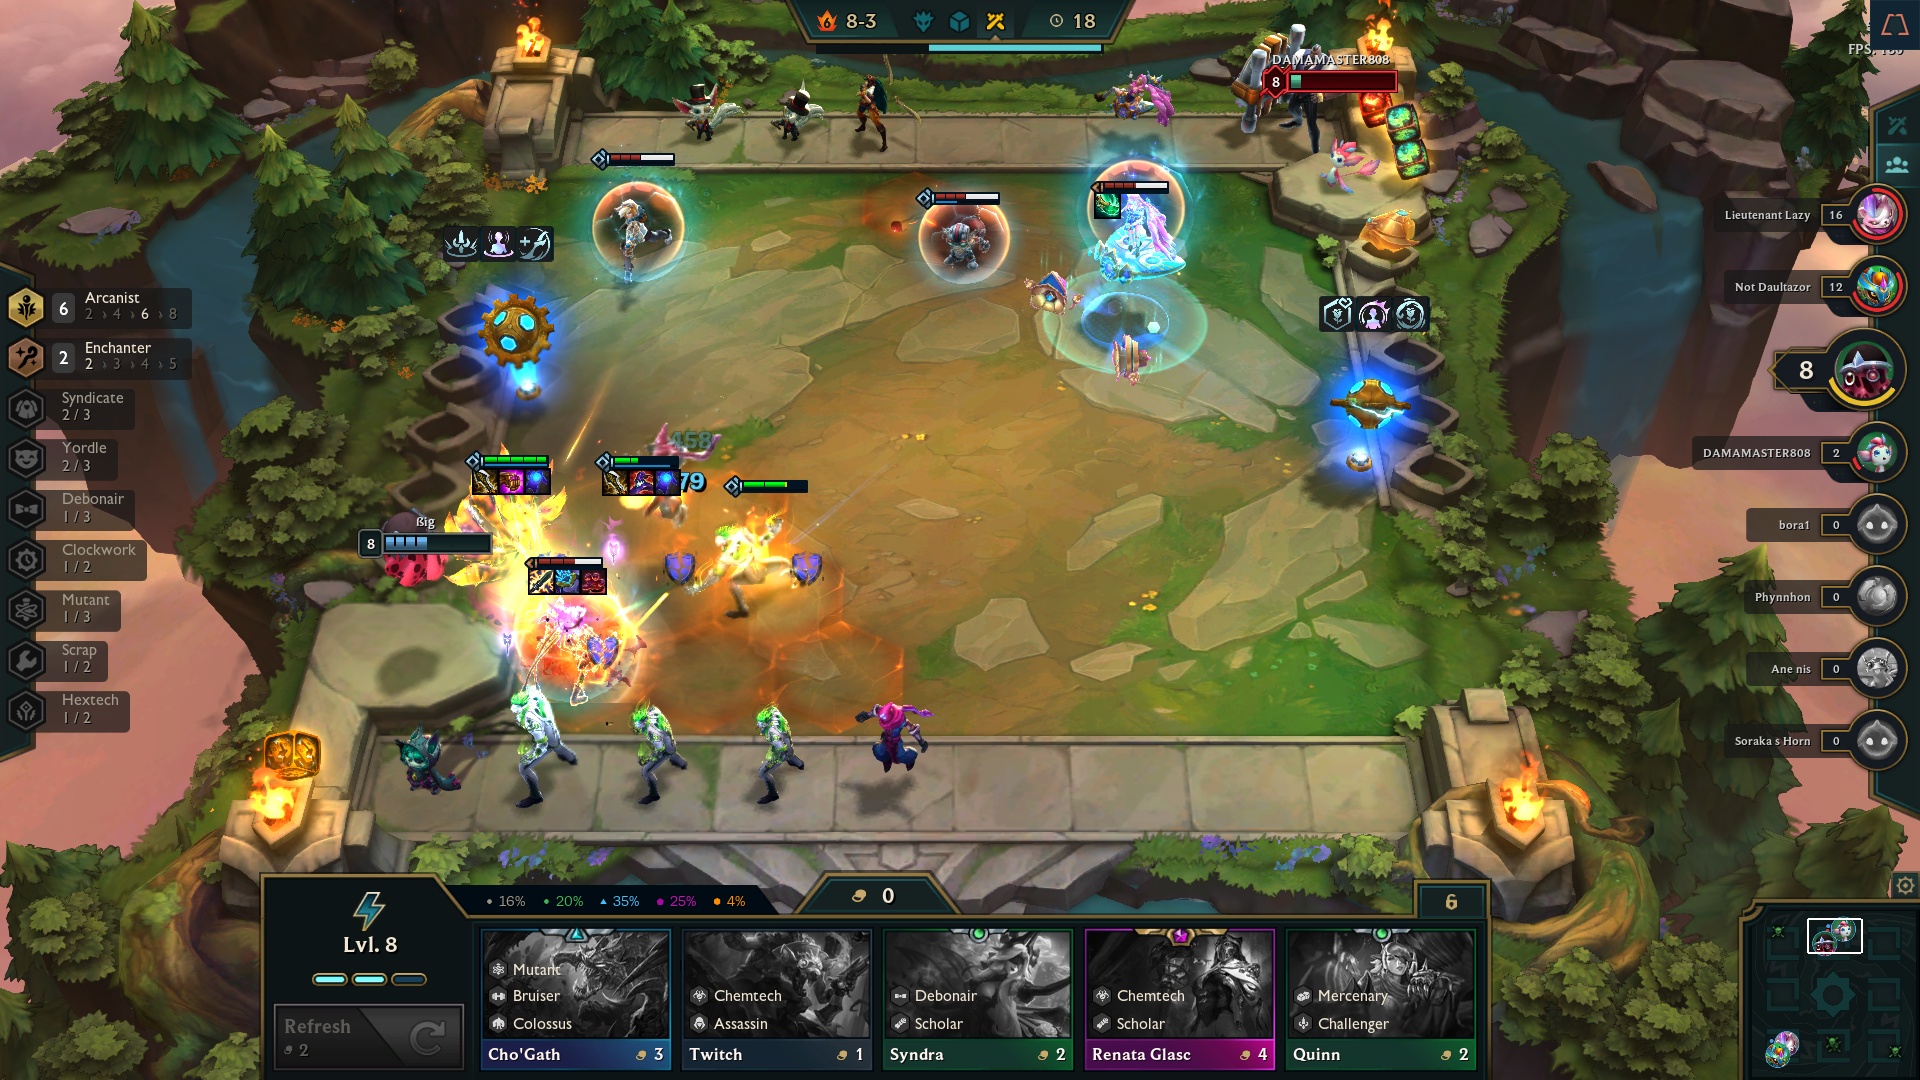 8-3
18
DAMAMASTER808
8
FPS:
Lieutenant Lazy 16
Not Daultazor 12
8
DAMAMASTER808 2
bora1 0
Phynnhon 0
Ane nis 0
Soraka s Horn 0
6 Arcanist
2 › 4 › 6 › 8
2 Enchanter
2 › 3 › 4 › 5
Syndicate
2 / 3
Yordle
2 / 3
Debonair
1 / 3
Clockwork
1 / 2
Mutant
1 / 3
Scrap
1 / 2
Hextech
1 / 2
458
79
ßig
8
Lvl. 8
16% 20% 35% 25% 4%
0
6
Refresh
2
Mutant
Bruiser
Colossus
Cho'Gath 3
Chemtech
Assassin
Twitch 1
Debonair
Scholar
Syndra 2
Chemtech
Scholar
Renata Glasc 4
Mercenary
Challenger
Quinn 2